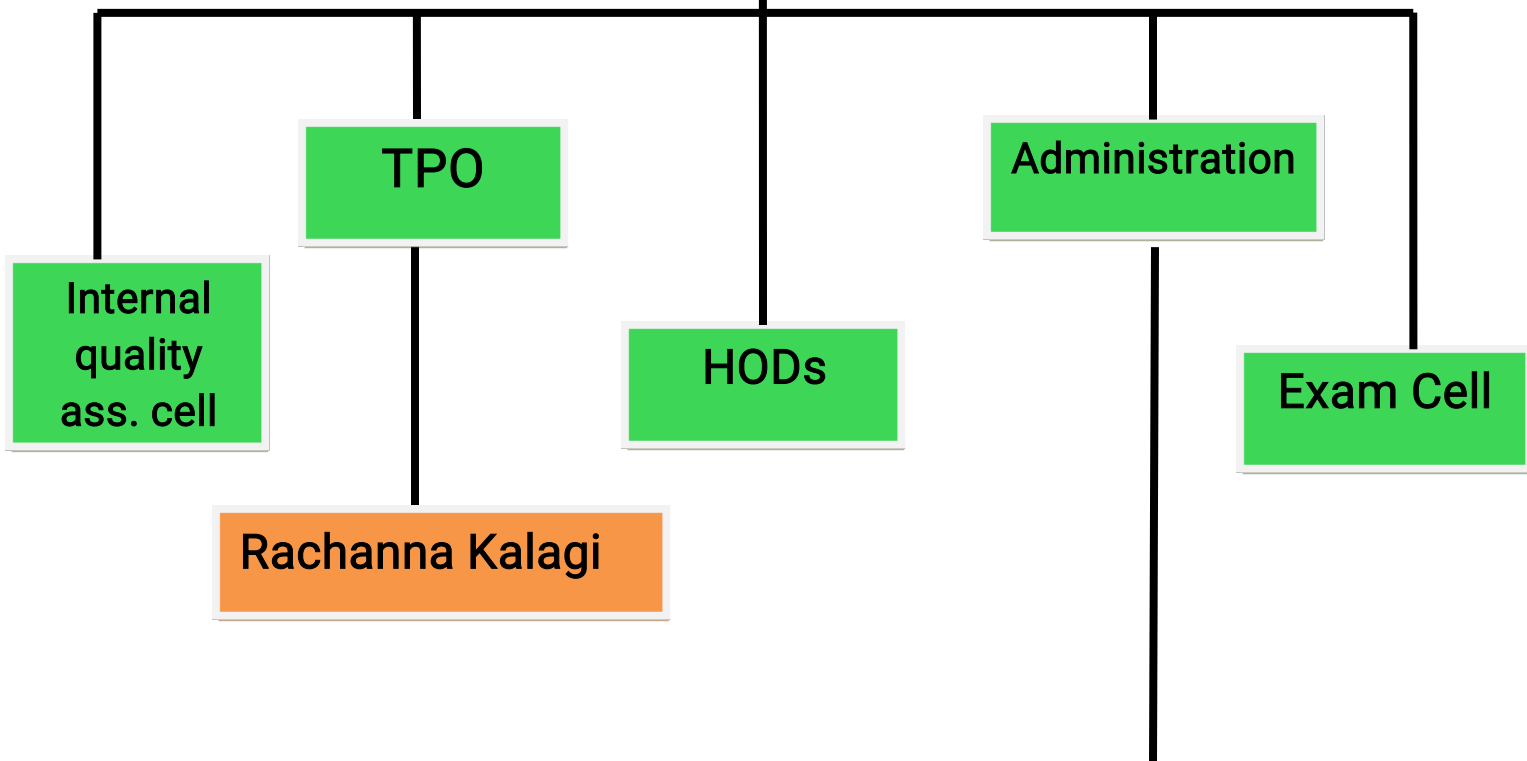 TPO
Administration
Internal
quality
ass. cell
HODs
Exam Cell
Rachanna Kalagi